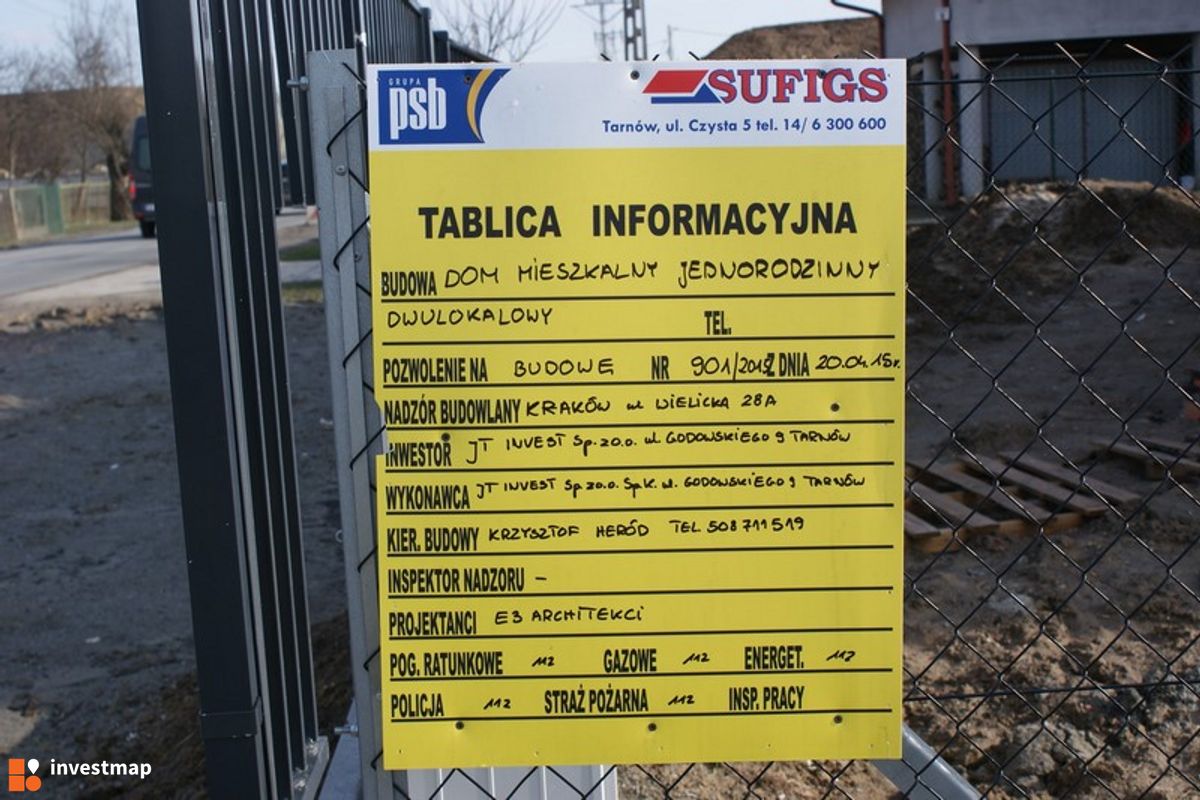 GRUPA
psb
SUFIGS
Tarnów, ul. Czysta 5 tel. 14/ 6 300 600
TABLICA INFORMACYJNA
BUDOWA DOM MIESZKALNY JEDNORODZINNY
DWULOKALOWY TEL.
POZWOLENIE NA BUDOWĘ NR 901/2015 Z DNIA 20.04.15r.
NADZÓR BUDOWLANY KRAKÓW ul WIELICKA 28A
INWESTOR JT INVEST Sp. z o.o. ul. GODOWSKIEGO 9 TARNÓW
WYKONAWCA JT INVEST Sp. z o.o. Sp.K. ul. GODOWSKIEGO 9 TARNÓW
KIER. BUDOWY KRZYSZTOF HERÓD TEL 508 711 519
INSPEKTOR NADZORU –
PROJEKTANCI E3 ARCHITEKCI
POG. RATUNKOWE 112 GAZOWE 112 ENERGET. 112
POLICJA 112 STRAŻ POŻARNA 112 INSP. PRACY
investmap